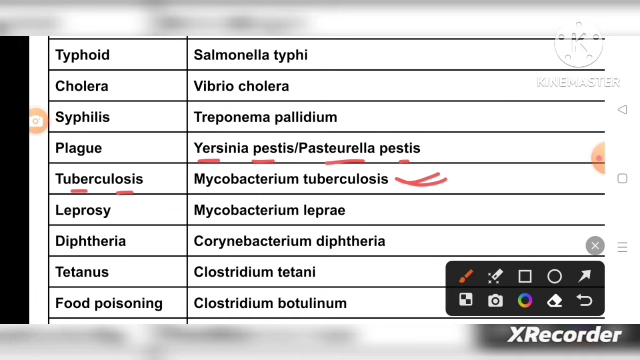 Typhoid Salmonella typhi
Cholera Vibrio cholera
Syphilis Treponema pallidium
Plague Yersinia pestis/Pasteurella pestis
Tuberculosis Mycobacterium tuberculosis
Leprosy Mycobacterium leprae
Diphtheria Corynebacterium diphtheria
Tetanus Clostridium tetani
Food poisoning Clostridium botulinum
K
KINEMASTER
XRecorder